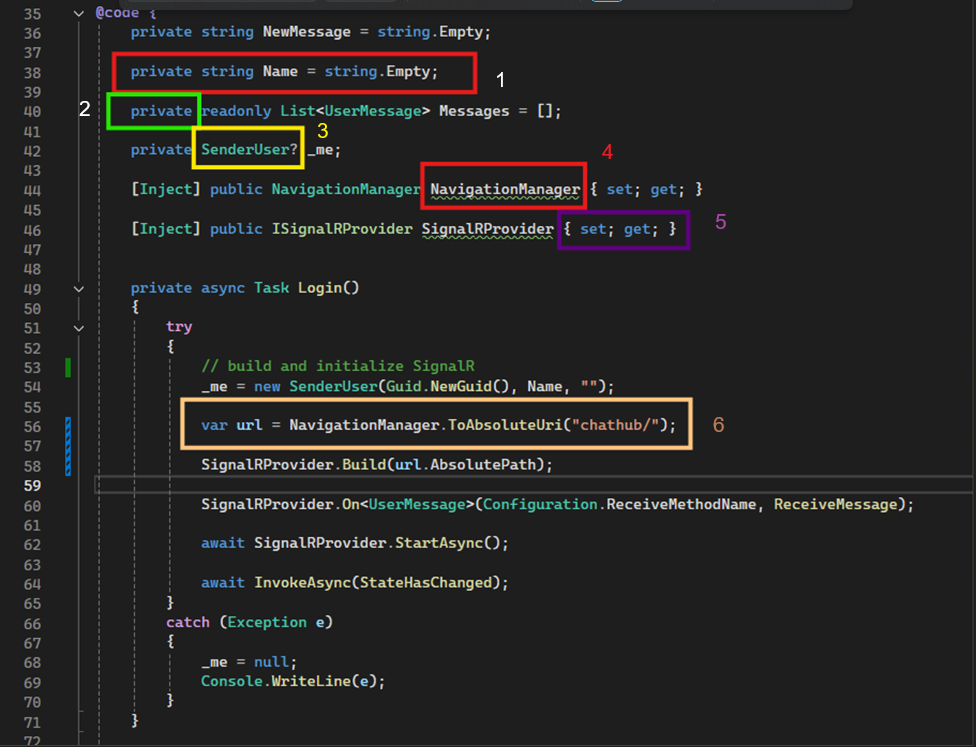 35 @code {
36 private string NewMessage = string.Empty;
37
38 private string Name = string.Empty; 1
39
40 2 private readonly List<UserMessage> Messages = [];
41
42 private SenderUser? _me; 3
43
44 [Inject] public NavigationManager NavigationManager { set; get; } 4
45
46 [Inject] public ISignalRProvider SignalRProvider { set; get; } 5
47
48
49 private async Task Login()
50 {
51 try
52 {
53 // build and initialize SignalR
54 _me = new SenderUser(Guid.NewGuid(), Name, "");
55
56 var url = NavigationManager.ToAbsoluteUri("chathub/"); 6
57
58 SignalRProvider.Build(url.AbsolutePath);
59
60 SignalRProvider.On<UserMessage>(Configuration.ReceiveMethodName, ReceiveMessage);
61
62 await SignalRProvider.StartAsync();
63
64 await InvokeAsync(StateHasChanged);
65 }
66 catch (Exception e)
67 {
68 _me = null;
69 Console.WriteLine(e);
70 }
71 }
72